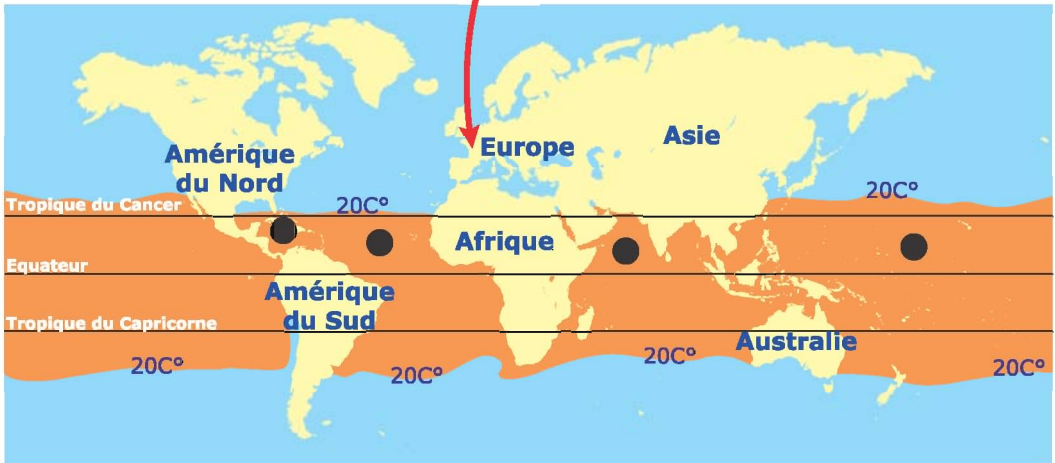 Asie
Europe
Amérique
du Nord
20C°
Tropique du Cancer
20C°
Afrique
Equateur
Amérique
du Sud
Tropique du Capricorne
Australie
20C°
20C°
20C°
20C°